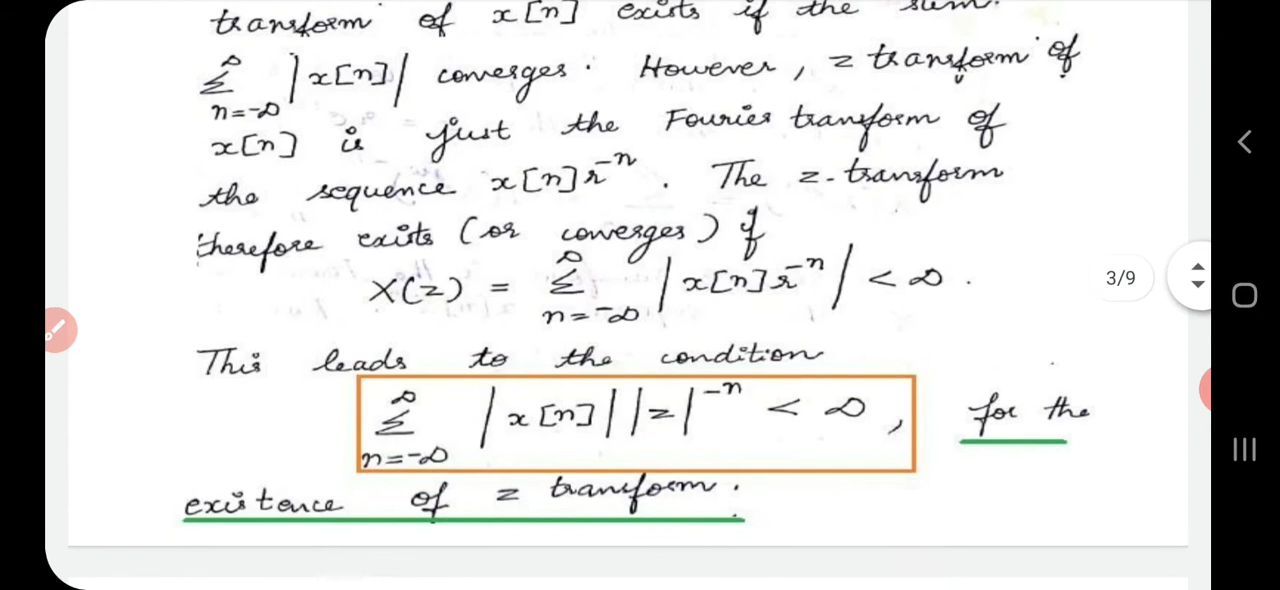 transform of x[n] exists if the sum.
∞
Σ |x[n]| converges. However, z transform of
n=-∞
x[n] is just the Fourier transform of
the sequence x[n]r⁻ⁿ. The z-transform
therefore exists (or converges) if
X(z) = Σ |x[n]r⁻ⁿ| < ∞.
∞
n=-∞
3/9
This leads to the condition
∞
Σ |x[n]||z|⁻ⁿ < ∞, for the
n=-∞
existence of z transform.